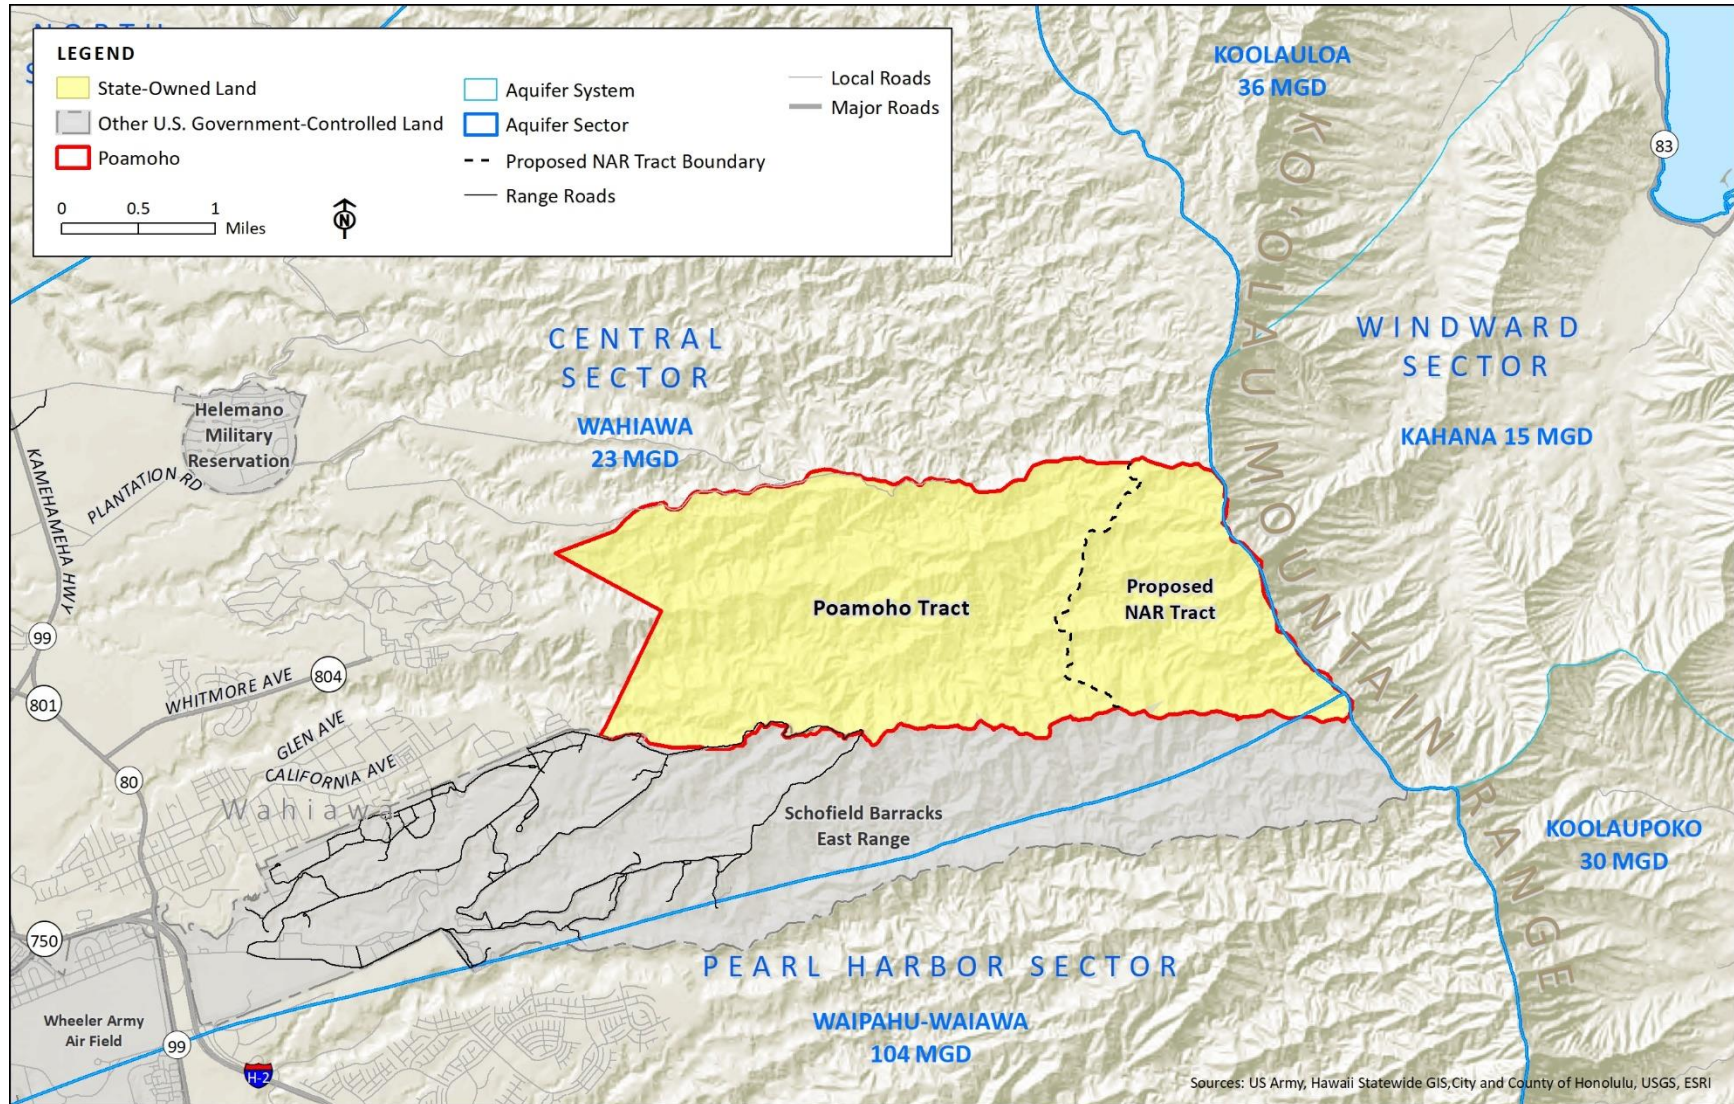 NORTH
S
LEGEND
State-Owned Land
Other U.S. Government-Controlled Land
Poamoho
Aquifer System
Aquifer Sector
Proposed NAR Tract Boundary
Range Roads
Local Roads
Major Roads
0 0.5 1
Miles
N
KOOLAULOA
36 MGD
83
KO'OLAU MOUNTAIN RANGE
CENTRAL
SECTOR
WAHIAWA
23 MGD
WINDWARD
SECTOR
KAHANA 15 MGD
Helemano
Military
Reservation
PLANTATION RD
KAMEHAMEHA HWY
Poamoho Tract
Proposed
NAR Tract
99
801
WHITMORE AVE
804
GLEN AVE
CALIFORNIA AVE
80
Wahiawa
Schofield Barracks
East Range
KOOLAUPOKO
30 MGD
750
PEARL HARBOR SECTOR
WAIPAHU-WAIAWA
104 MGD
Wheeler Army
Air Field
99
H-2
Sources: US Army, Hawaii Statewide GIS,City and County of Honolulu, USGS, ESRI